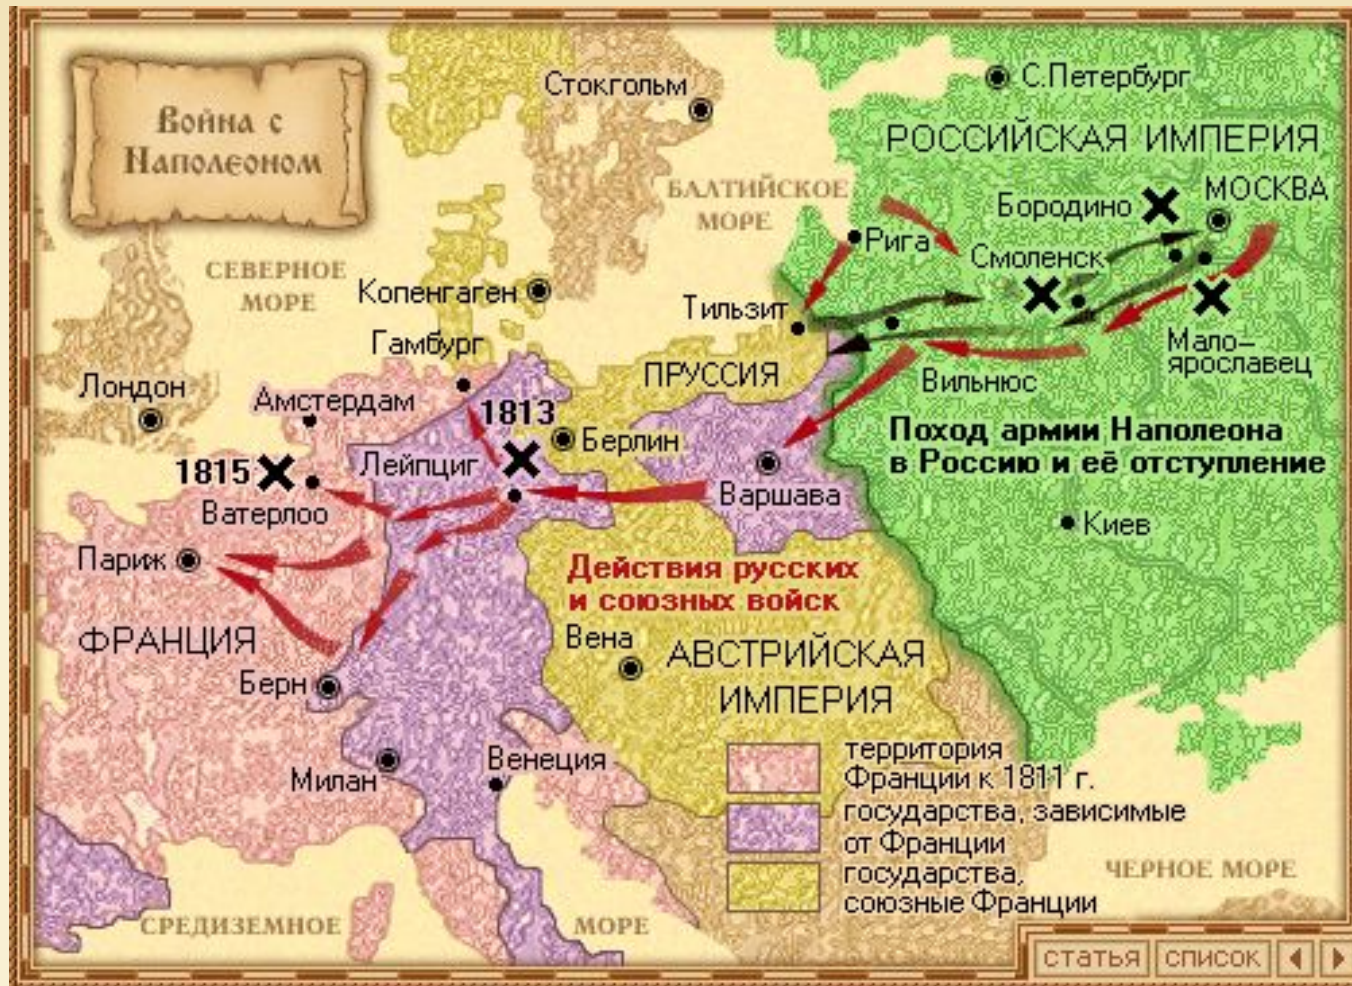 Война с
Наполеоном
Стокгольм
С.Петербург
РОССИЙСКАЯ ИМПЕРИЯ
БАЛТИЙСКОЕ
МОРЕ
Бородино
МОСКВА
Рига
Смоленск
СЕВЕРНОЕ
МОРЕ
Копенгаген
Тильзит
Гамбург
Мало-
ярославец
ПРУССИЯ
Вильнюс
Лондон
Амстердам
1813
Берлин
Поход армии Наполеона
в Россию и её отступление
1815
Лейпциг
Варшава
Ватерлоо
Киев
Париж
Действия русских
и союзных войск
ФРАНЦИЯ
Вена
АВСТРИЙСКАЯ
ИМПЕРИЯ
Берн
Милан
Венеция
территория
Франции к 1811 г.
государства, зависимые
от Франции
государства,
союзные Франции
ЧЕРНОЕ МОРЕ
СРЕДИЗЕМНОЕ
МОРЕ
статья
список